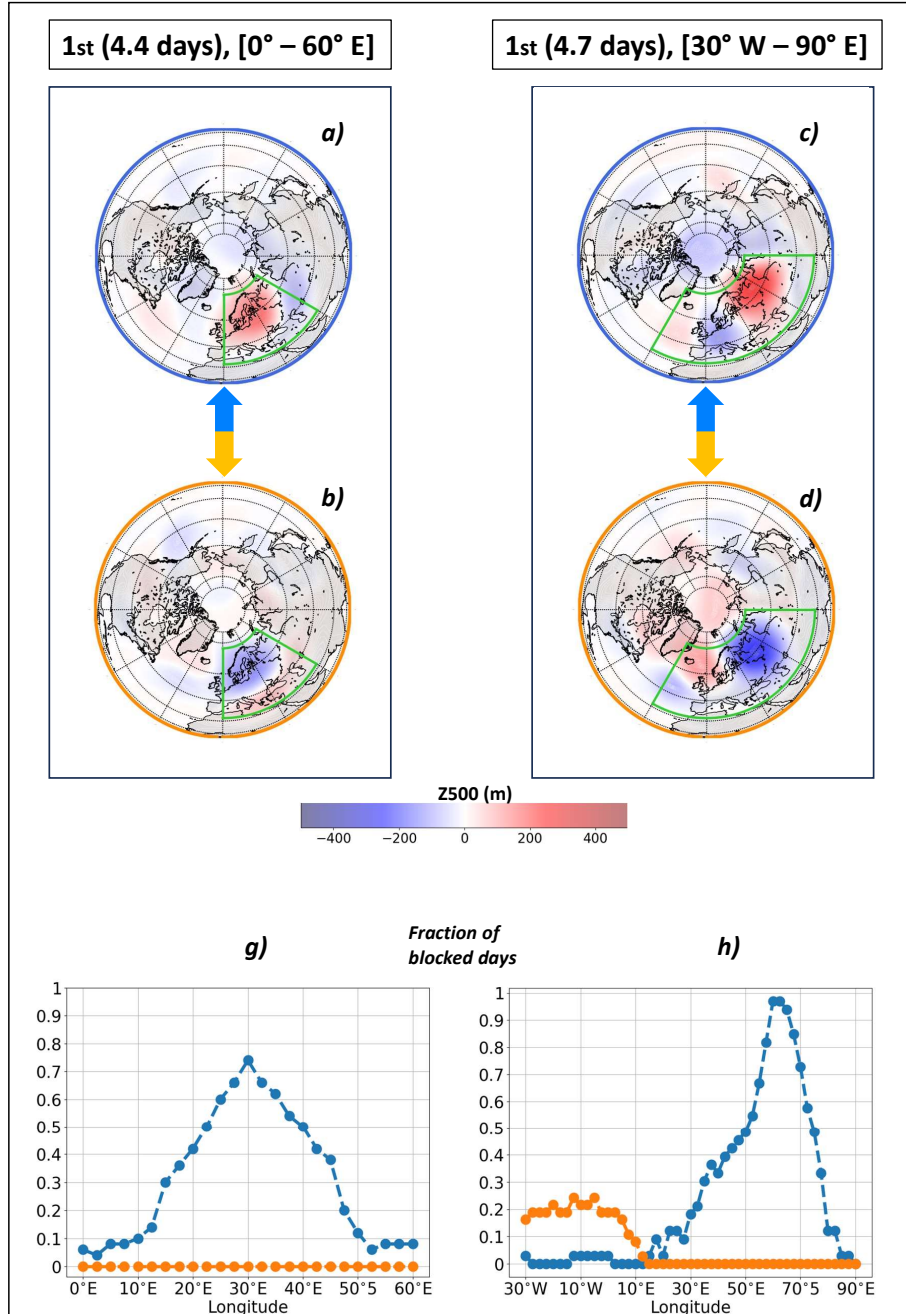 1st (4.4 days), [0° – 60° E]
1st (4.7 days), [30° W – 90° E]
a)
c)
b)
d)
Z500 (m)
−400 −200 0 200 400
Fraction of
blocked days
g)
h)
1
0.9
0.8
0.7
0.6
0.5
0.4
0.3
0.2
0.1
0
0°E 10°E 20°E 30°E 40°E 50°E 60°E
Longitude
1
0.9
0.8
0.7
0.6
0.5
0.4
0.3
0.2
0.1
0
30°W 10°W 10°E 30°E 50°E 70°E 90°E
Longitude